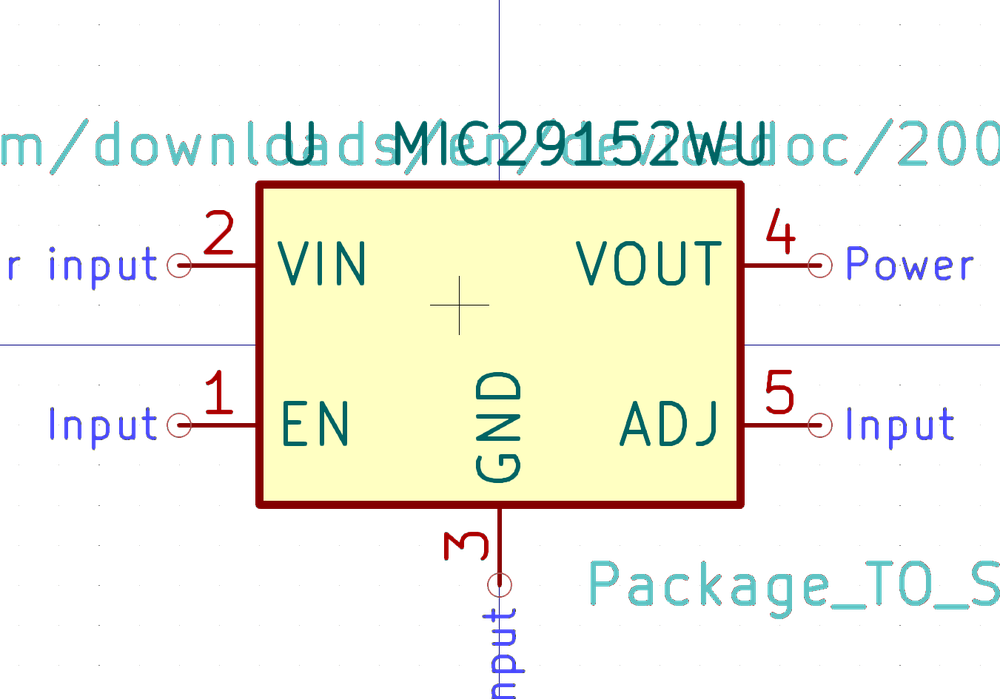 m/downloads/en/devicedoc/200
U MIC29152WU
2 4
r input VIN VOUT Power
1 5
Input EN GND ADJ Input
3
Package_TO_S
nput